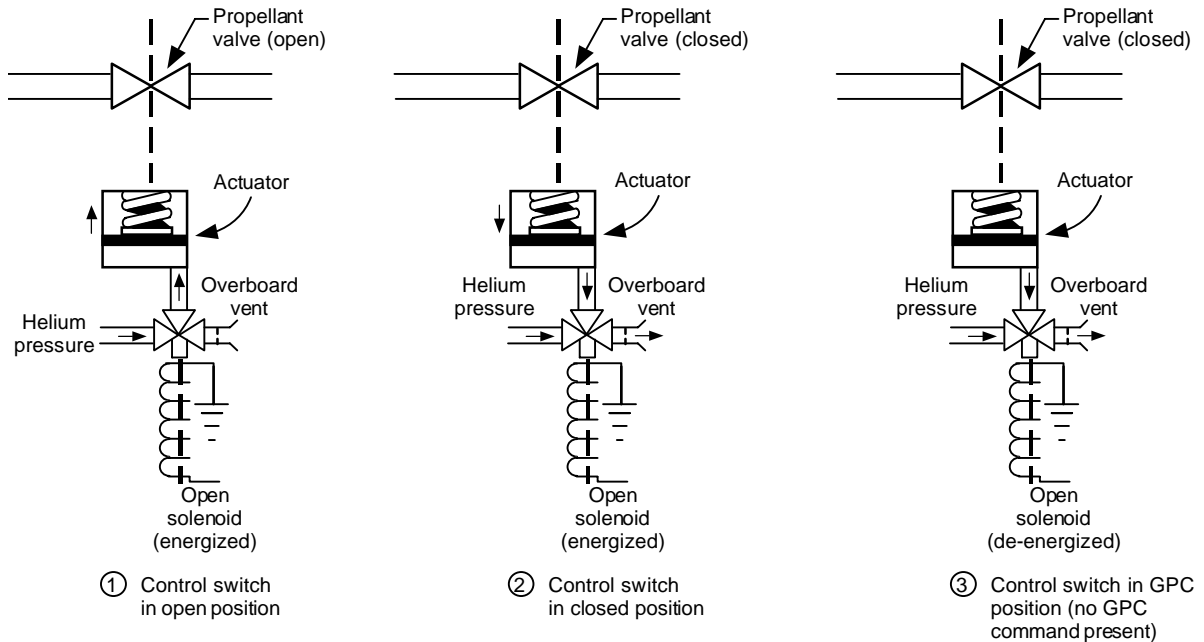 Propellant
valve (open)
Actuator
Overboard
vent
Helium
pressure
Open
solenoid
(energized)
1 Control switch
in open position
Propellant
valve (closed)
Actuator
Helium
pressure
Overboard
vent
Open
solenoid
(energized)
2 Control switch
in closed position
Propellant
valve (closed)
Actuator
Helium
pressure
Overboard
vent
Open
solenoid
(de-energized)
3 Control switch in GPC
position (no GPC
command present)